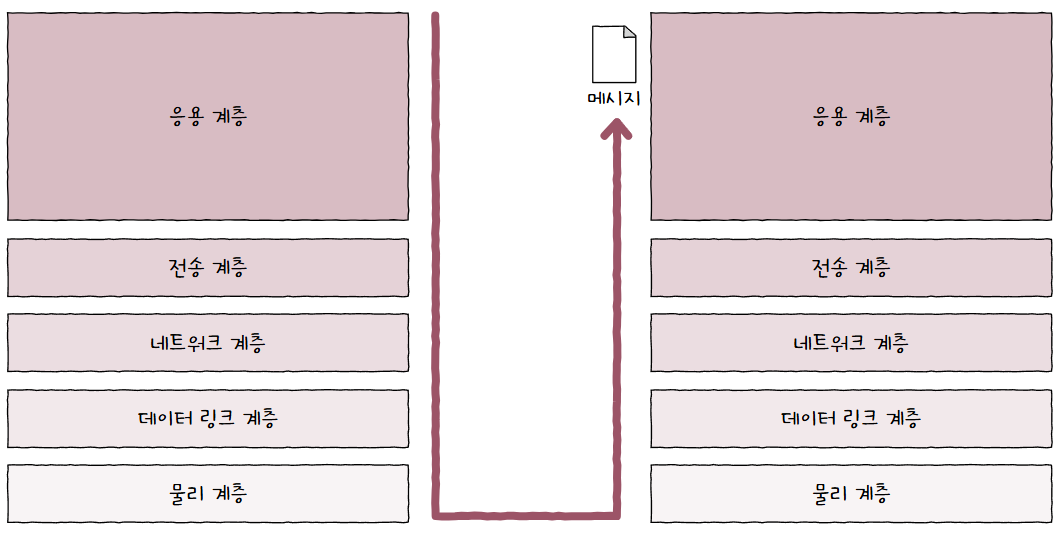 응용 계층
전송 계층
네트워크 계층
데이터 링크 계층
물리 계층
메시지
응용 계층
전송 계층
네트워크 계층
데이터 링크 계층
물리 계층